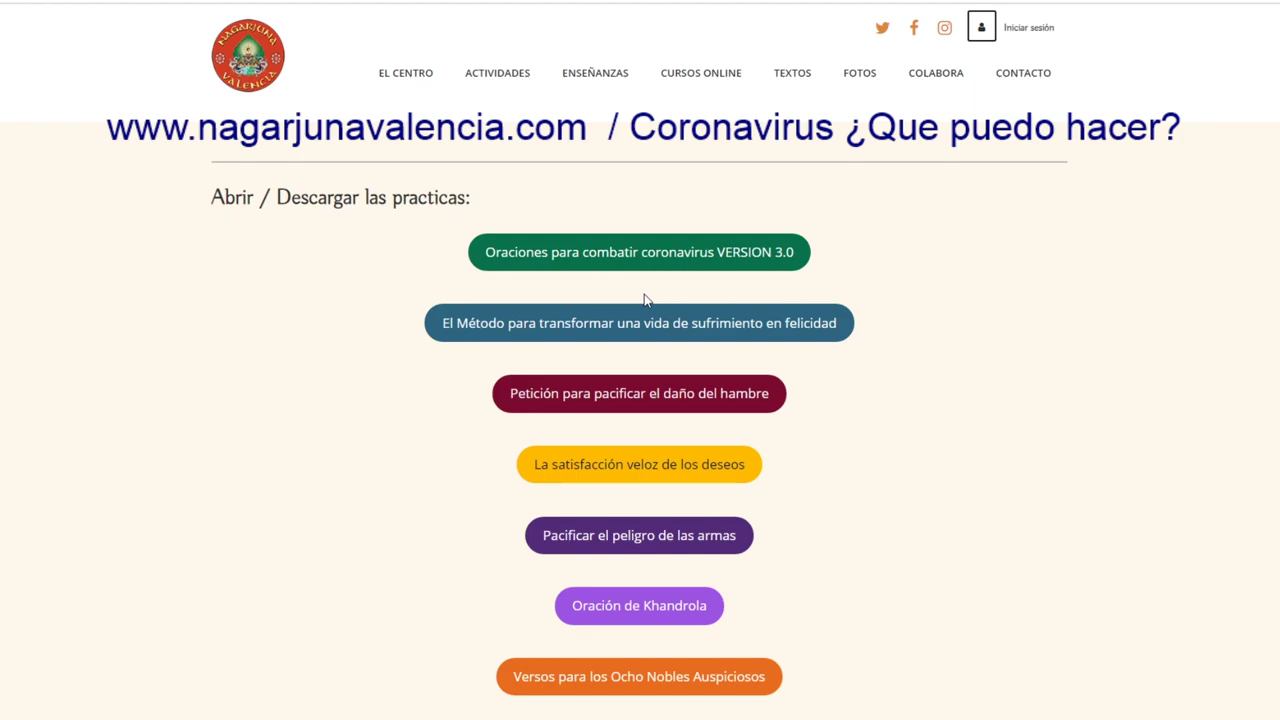 NAGARJUNA
VALENCIA
Iniciar sesión
EL CENTRO ACTIVIDADES ENSEÑANZAS CURSOS ONLINE TEXTOS FOTOS COLABORA CONTACTO
www.nagarjunavalencia.com / Coronavirus ¿Que puedo hacer?
Abrir / Descargar las practicas:
Oraciones para combatir coronavirus VERSION 3.0
El Método para transformar una vida de sufrimiento en felicidad
Petición para pacificar el daño del hambre
La satisfacción veloz de los deseos
Pacificar el peligro de las armas
Oración de Khandrola
Versos para los Ocho Nobles Auspiciosos